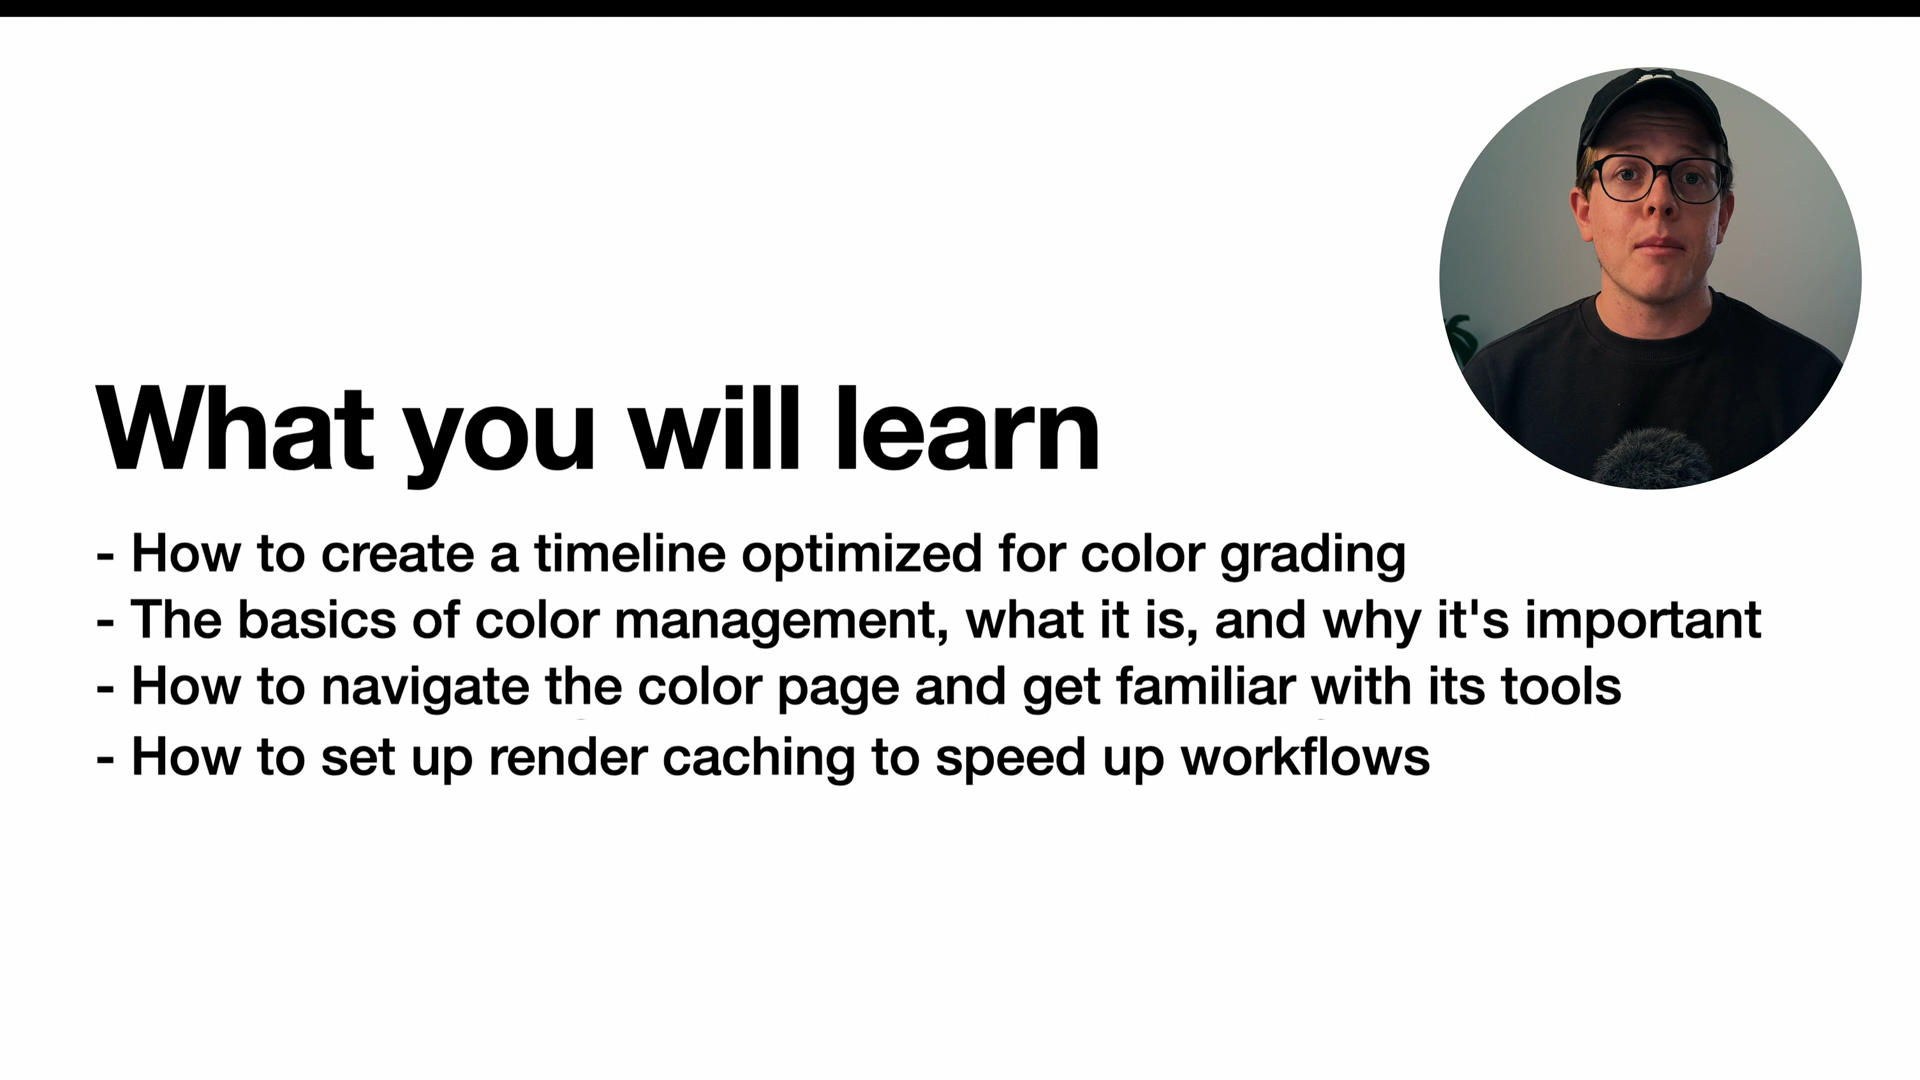 What you will learn
- How to create a timeline optimized for color grading
- The basics of color management, what it is, and why it's important
- How to navigate the color page and get familiar with its tools
- How to set up render caching to speed up workflows